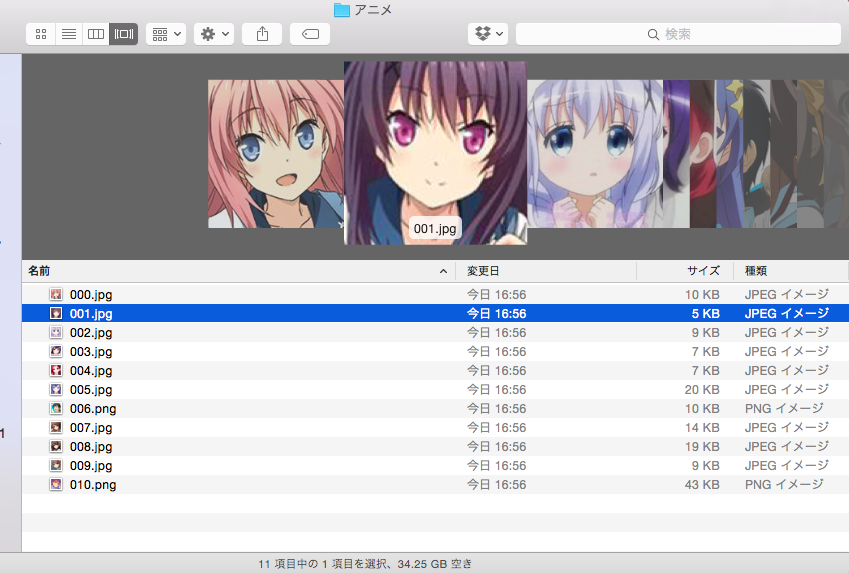 アニメ
検索
001.jpg
名前 変更日 サイズ 種類
000.jpg 今日 16:56 10 KB JPEG イメージ
001.jpg 今日 16:56 5 KB JPEG イメージ
002.jpg 今日 16:56 9 KB JPEG イメージ
003.jpg 今日 16:56 7 KB JPEG イメージ
004.jpg 今日 16:56 7 KB JPEG イメージ
005.jpg 今日 16:56 20 KB JPEG イメージ
006.png 今日 16:56 10 KB PNG イメージ
007.jpg 今日 16:56 14 KB JPEG イメージ
008.jpg 今日 16:56 19 KB JPEG イメージ
009.jpg 今日 16:56 9 KB JPEG イメージ
010.png 今日 16:56 43 KB PNG イメージ
1
11 項目中の 1 項目を選択、34.25 GB 空き